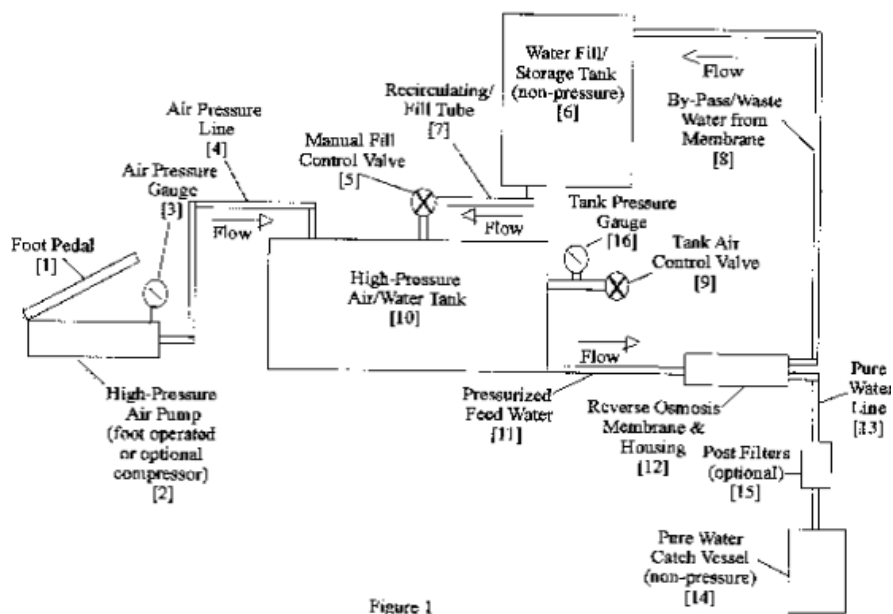 Water Fill/
Storage Tank
(non-pressure)
[6]
Flow
By-Pass/Waste
Water from
Membrane
[8]
Recirculating/
Fill Tube
[7]
Air Pressure
Line
[4]
Manual Fill
Control Valve
[5]
Air Pressure
Gauge
[3]
Flow
Flow
Tank Pressure
Gauge
[16]
Tank Air
Control Valve
[9]
Foot Pedal
[1]
High-Pressure
Air/Water Tank
[10]
Flow
High-Pressure
Air Pump
(foot operated
or optional
compressor)
[2]
Pressurized
Feed Water
[11]
Reverse Osmosis
Membrane &
Housing
[12]
Pure
Water
Line
[13]
Post Filters
(optional)
[15]
Pure Water
Catch Vessel
(non-pressure)
[14]
Figure 1